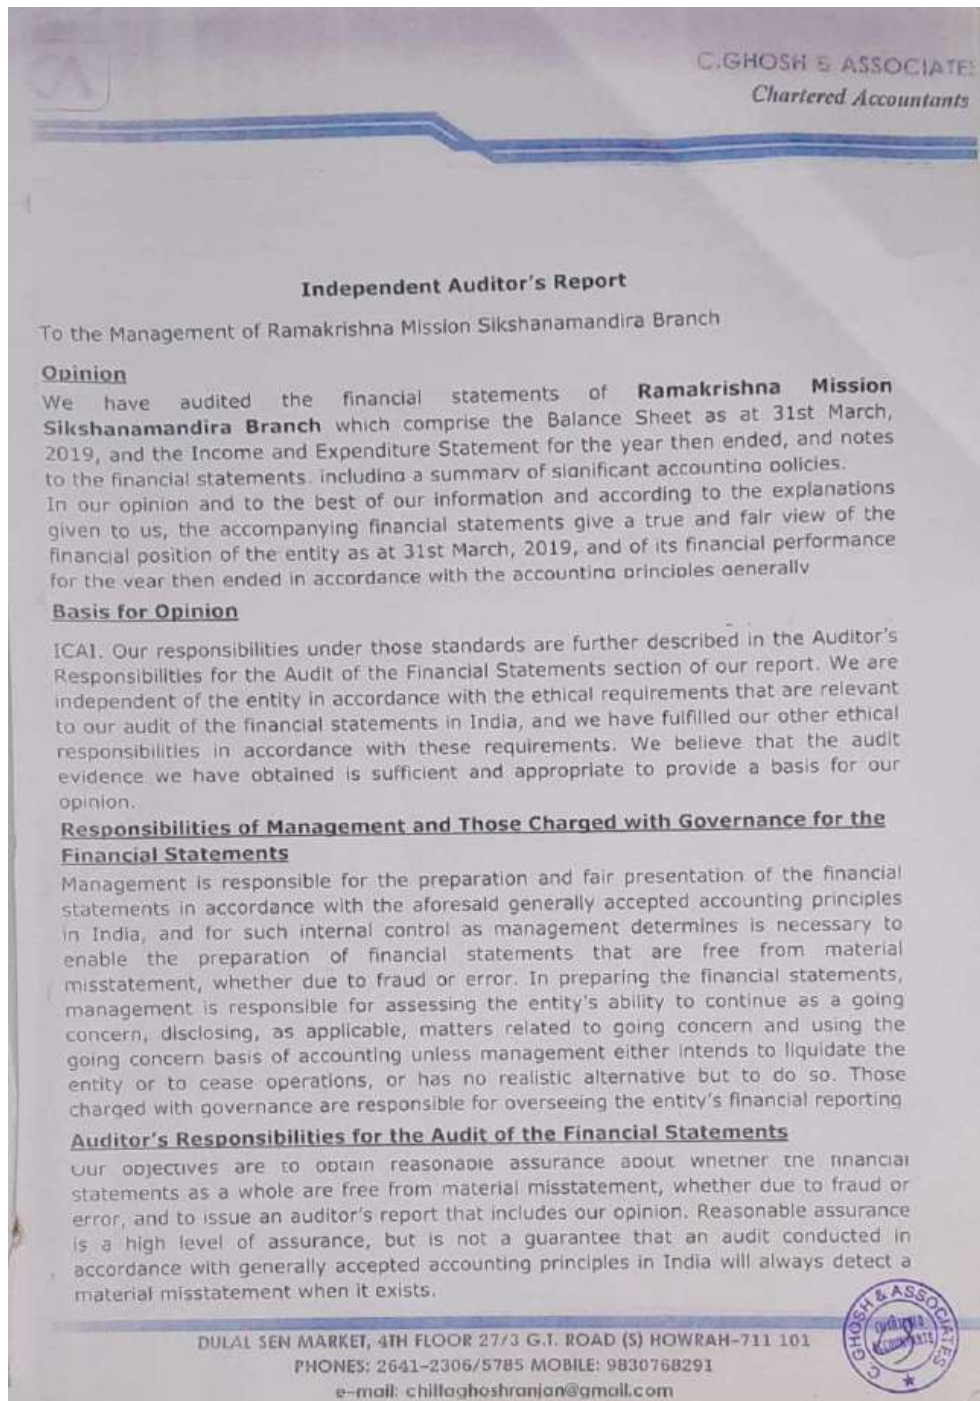 CA
C.GHOSH & ASSOCIATES
Chartered Accountants
Independent Auditor's Report
To the Management of Ramakrishna Mission Sikshanamandira Branch
Opinion
We have audited the financial statements of Ramakrishna Mission
Sikshanamandira Branch which comprise the Balance Sheet as at 31st March,
2019, and the Income and Expenditure Statement for the year then ended, and notes
to the financial statements, including a summary of significant accounting policies.
In our opinion and to the best of our information and according to the explanations
given to us, the accompanying financial statements give a true and fair view of the
financial position of the entity as at 31st March, 2019, and of its financial performance
for the year then ended in accordance with the accounting principles generally
Basis for Opinion
ICAI. Our responsibilities under those standards are further described in the Auditor's
Responsibilities for the Audit of the Financial Statements section of our report. We are
independent of the entity in accordance with the ethical requirements that are relevant
to our audit of the financial statements in India, and we have fulfilled our other ethical
responsibilities in accordance with these requirements. We believe that the audit
evidence we have obtained is sufficient and appropriate to provide a basis for our
opinion.
Responsibilities of Management and Those Charged with Governance for the
Financial Statements
Management is responsible for the preparation and fair presentation of the financial
statements in accordance with the aforesaid generally accepted accounting principles
in India, and for such internal control as management determines is necessary to
enable the preparation of financial statements that are free from material
misstatement, whether due to fraud or error. In preparing the financial statements,
management is responsible for assessing the entity's ability to continue as a going
concern, disclosing, as applicable, matters related to going concern and using the
going concern basis of accounting unless management either intends to liquidate the
entity or to cease operations, or has no realistic alternative but to do so. Those
charged with governance are responsible for overseeing the entity's financial reporting
Auditor's Responsibilities for the Audit of the Financial Statements
Our objectives are to obtain reasonable assurance about whether the financial
statements as a whole are free from material misstatement, whether due to fraud or
error, and to issue an auditor's report that includes our opinion. Reasonable assurance
is a high level of assurance, but is not a guarantee that an audit conducted in
accordance with generally accepted accounting principles in India will always detect a
material misstatement when it exists.
DULAL SEN MARKET, 4TH FLOOR 27/3 G.T. ROAD (S) HOWRAH-711 101
PHONES: 2641-2306/5785 MOBILE: 9830768291
e-mail: chittaghoshranjan@gmail.com
C. GHOSH & ASSOCIATES
CHARTERED
ACCOUNTANTS